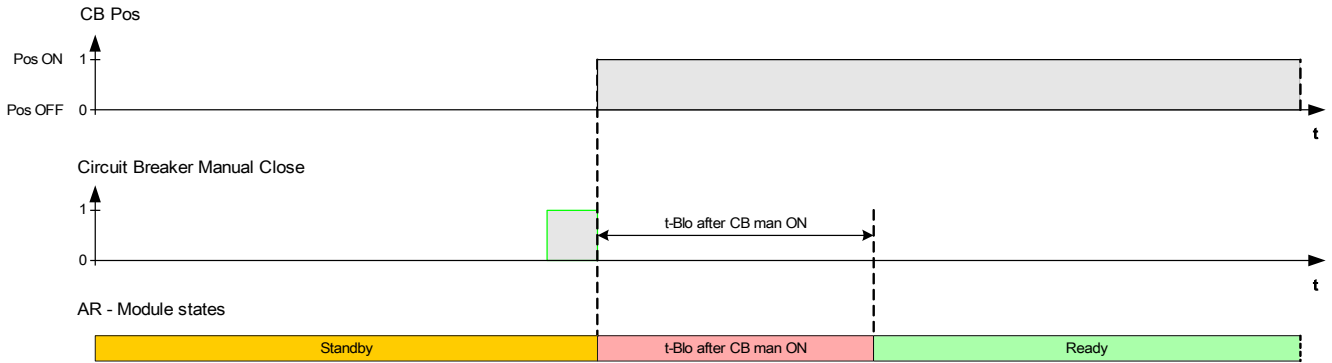 CB Pos
Pos ON 1
Pos OFF 0
t
Circuit Breaker Manual Close
1
t-Blo after CB man ON
0
t
AR - Module states
Standby t-Blo after CB man ON Ready